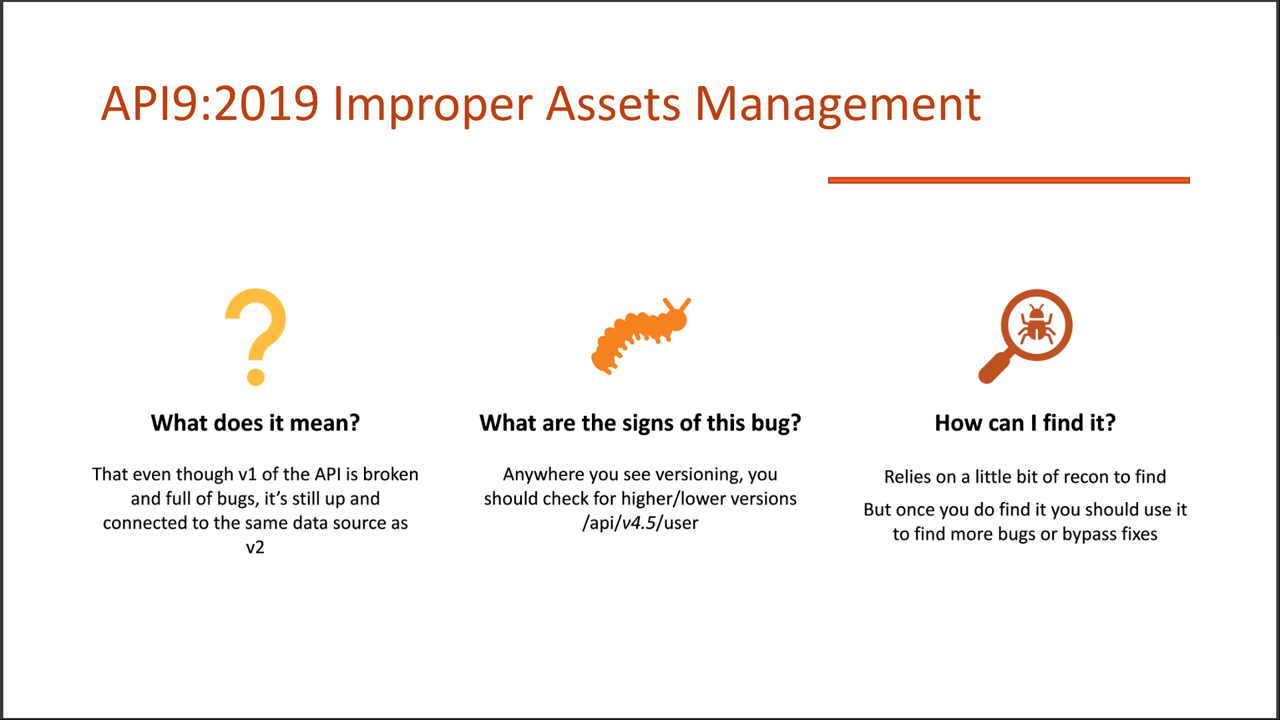 API9:2019 Improper Assets Management
What does it mean?
That even though v1 of the API is broken
and full of bugs, it’s still up and
connected to the same data source as
v2
What are the signs of this bug?
Anywhere you see versioning, you
should check for higher/lower versions
/api/v4.5/user
How can I find it?
Relies on a little bit of recon to find
But once you do find it you should use it
to find more bugs or bypass fixes